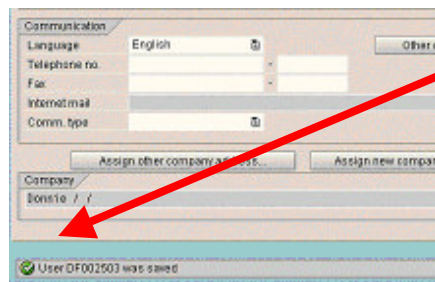 Communication
Language English Other
Telephone no. -
Fax -
Internet mail
Comm. type
Assign other company address... Assign new compan
Company
Donnie / /
User DF002503 was saved